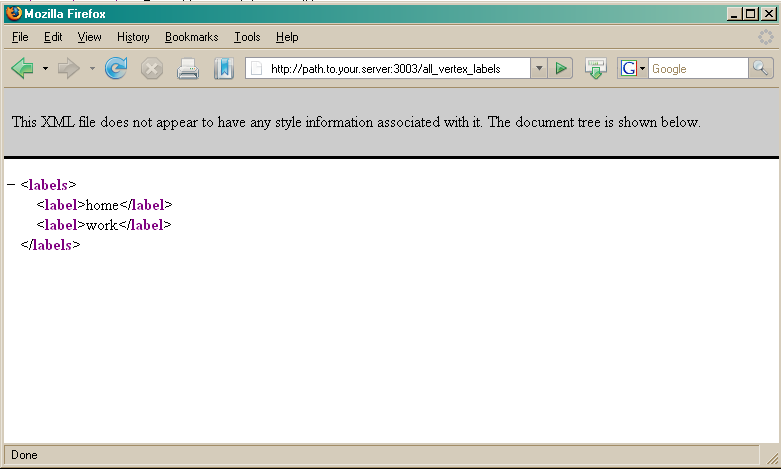 Mozilla Firefox
File Edit View History Bookmarks Tools Help
http://path.to.your.server:3003/all_vertex_labels
G Google
This XML file does not appear to have any style information associated with it. The document tree is shown below.
− <labels>
<label>home</label>
<label>work</label>
</labels>
Done